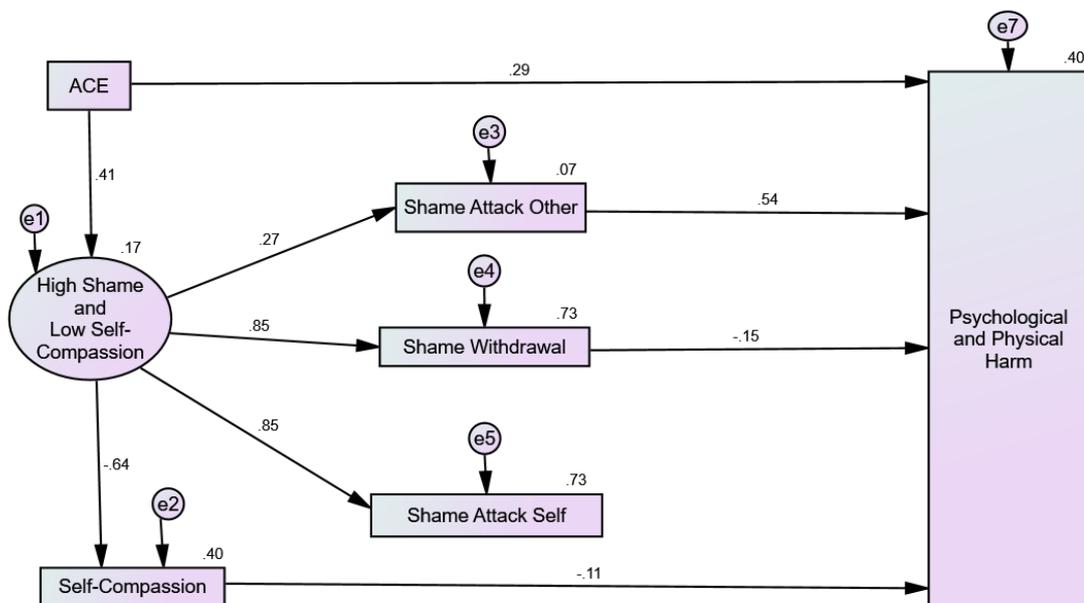 e7
.40
.29
ACE
e3
.07
.41
Shame Attack Other
.54
e1
.27
.17
e4
High Shame
and
Low Self-
Compassion
.73
.85
Shame Withdrawal
-.15
Psychological
and Physical
Harm
.85
e5
-.64
.73
e2
Shame Attack Self
.40
-.11
Self-Compassion